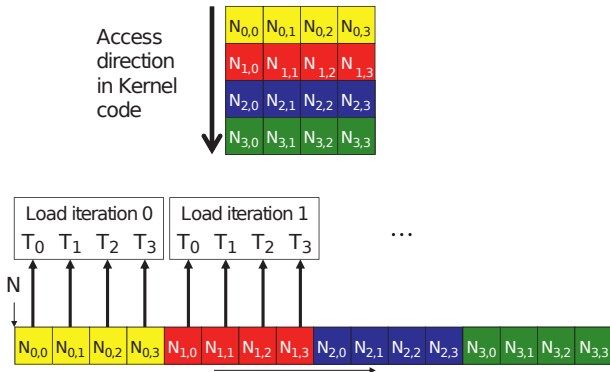 Access direction in Kernel code
N0,0 N0,1 N0,2 N0,3
N1,0 N1,1 N1,2 N1,3
N2,0 N2,1 N2,2 N2,3
N3,0 N3,1 N3,2 N3,3
Load iteration 0 Load iteration 1
T0 T1 T2 T3 T0 T1 T2 T3 ...
N
N0,0 N0,1 N0,2 N0,3 N1,0 N1,1 N1,2 N1,3 N2,0 N2,1 N2,2 N2,3 N3,0 N3,1 N3,2 N3,3